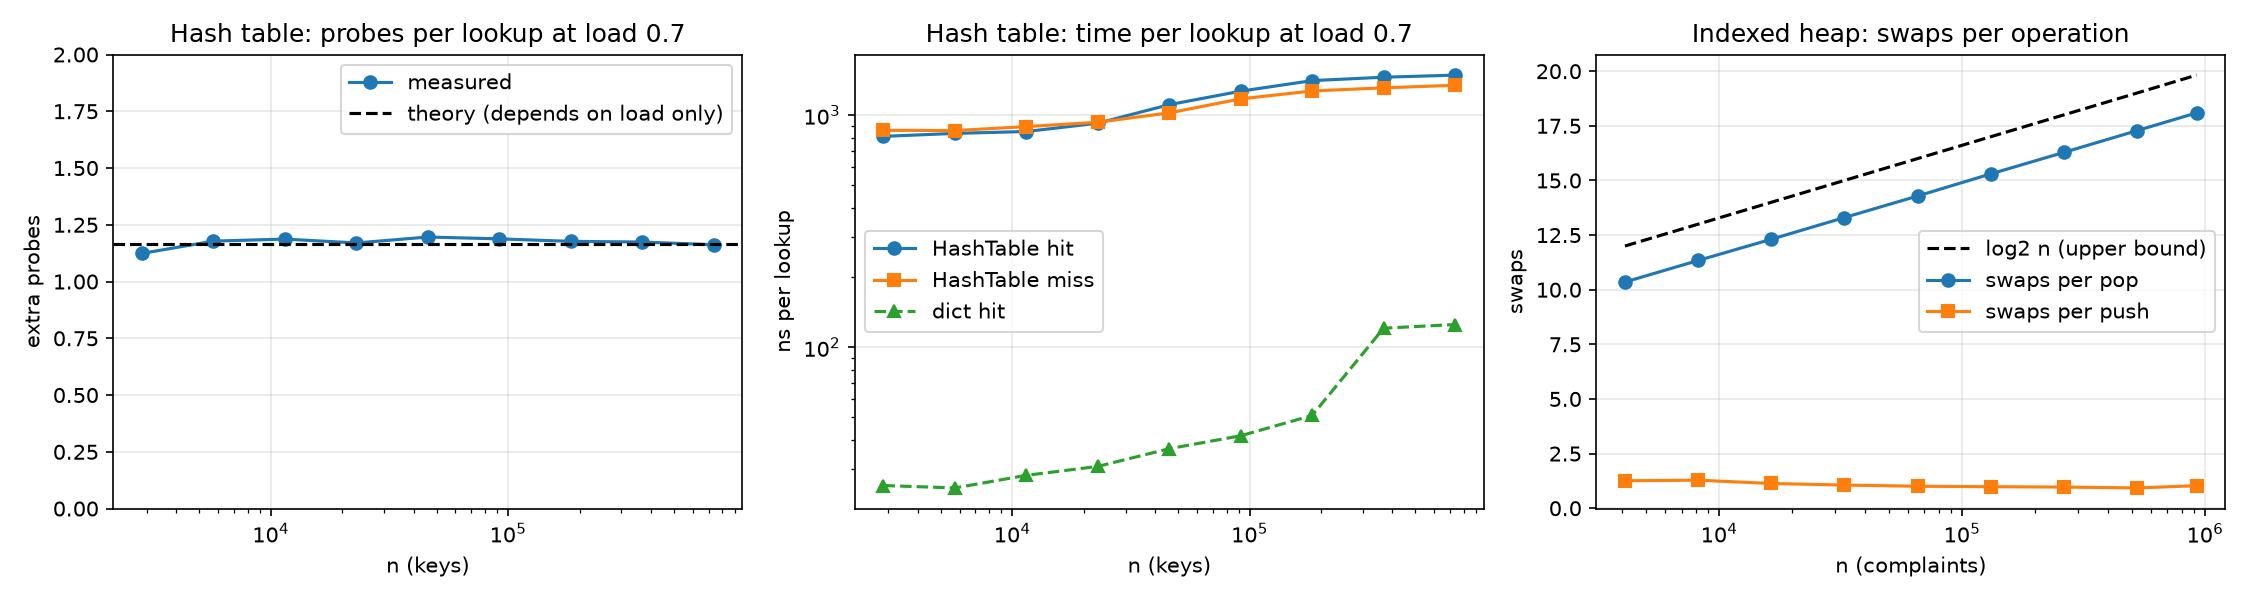 Hash table: probes per lookup at load 0.7
2.00
1.75
1.50
1.25
1.00
0.75
0.50
0.25
0.00
extra probes
measured
theory (depends on load only)
10^4
10^5
n (keys)
Hash table: time per lookup at load 0.7
10^3
10^2
ns per lookup
HashTable hit
HashTable miss
dict hit
10^4
10^5
n (keys)
Indexed heap: swaps per operation
20.0
17.5
15.0
12.5
10.0
7.5
5.0
2.5
0.0
swaps
log2 n (upper bound)
swaps per pop
swaps per push
10^4
10^5
10^6
n (complaints)